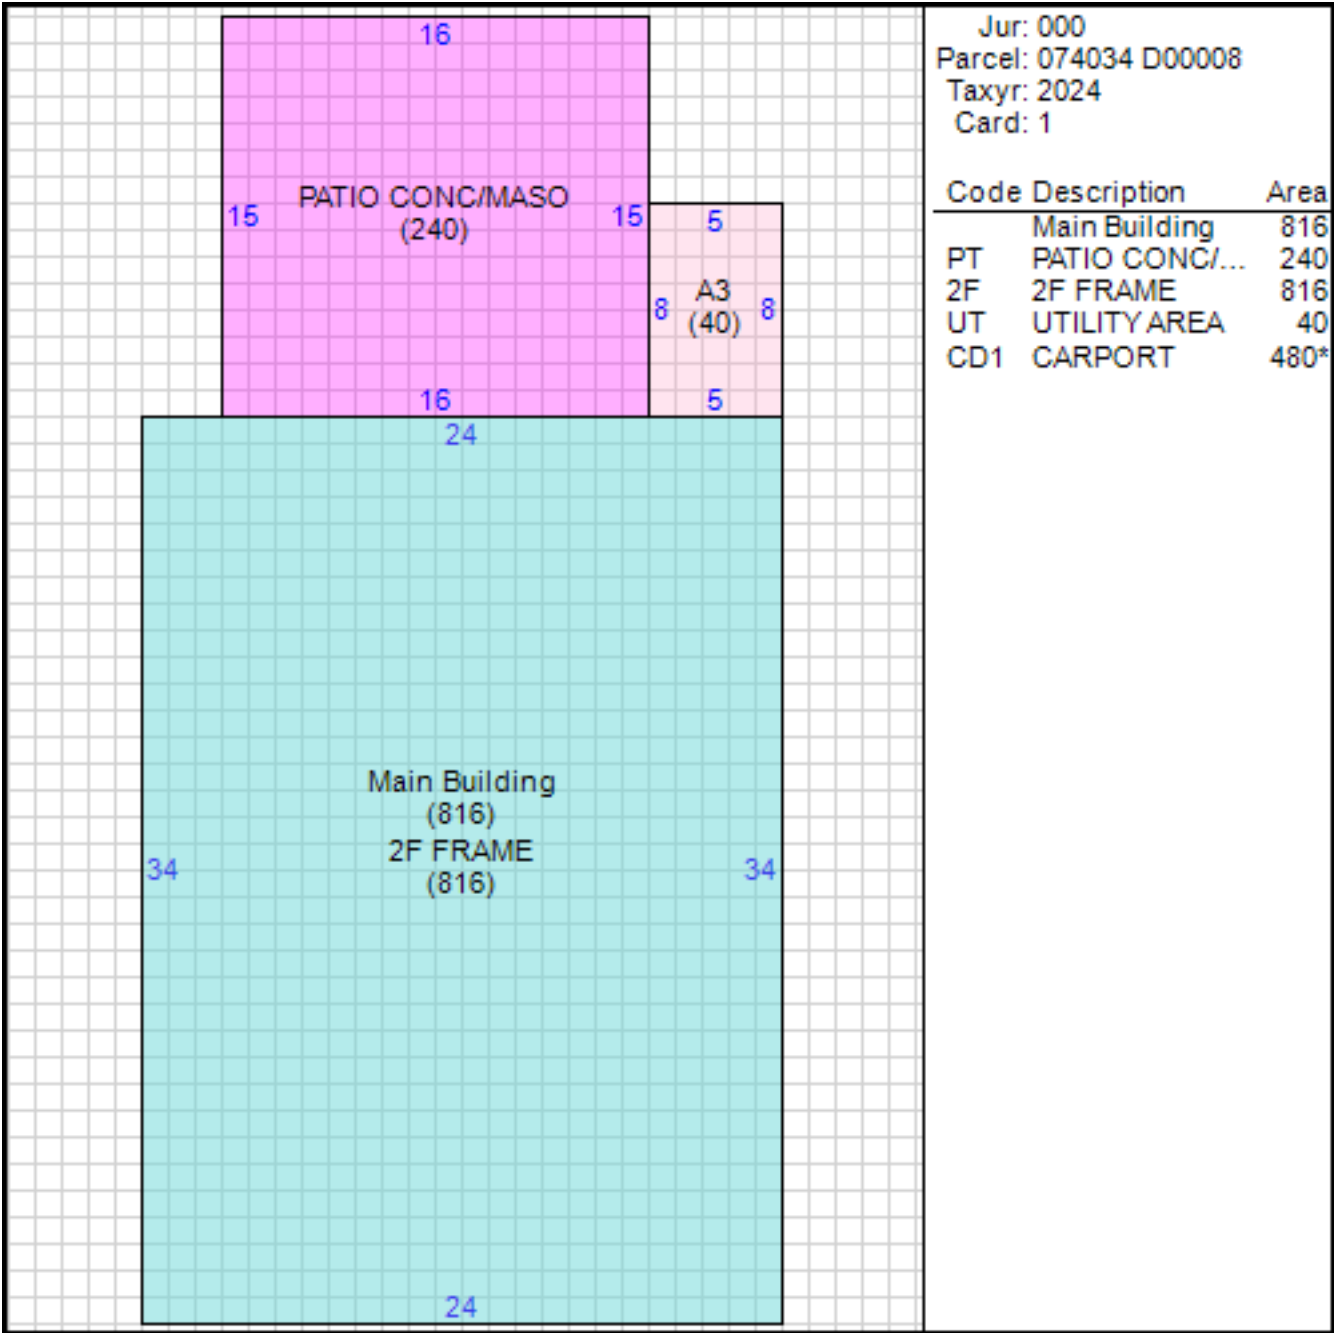 16
PATIO CONC/MASO
(240)
15
15
16
5
A3
(40)
8
8
5
24
Main Building
(816)
2F FRAME
(816)
34
34
24
Jur: 000
Parcel: 074034 D00008
Taxyr: 2024
Card: 1
Code Description Area
Main Building 816
PT PATIO CONC/... 240
2F 2F FRAME 816
UT UTILITY AREA 40
CD1 CARPORT 480*